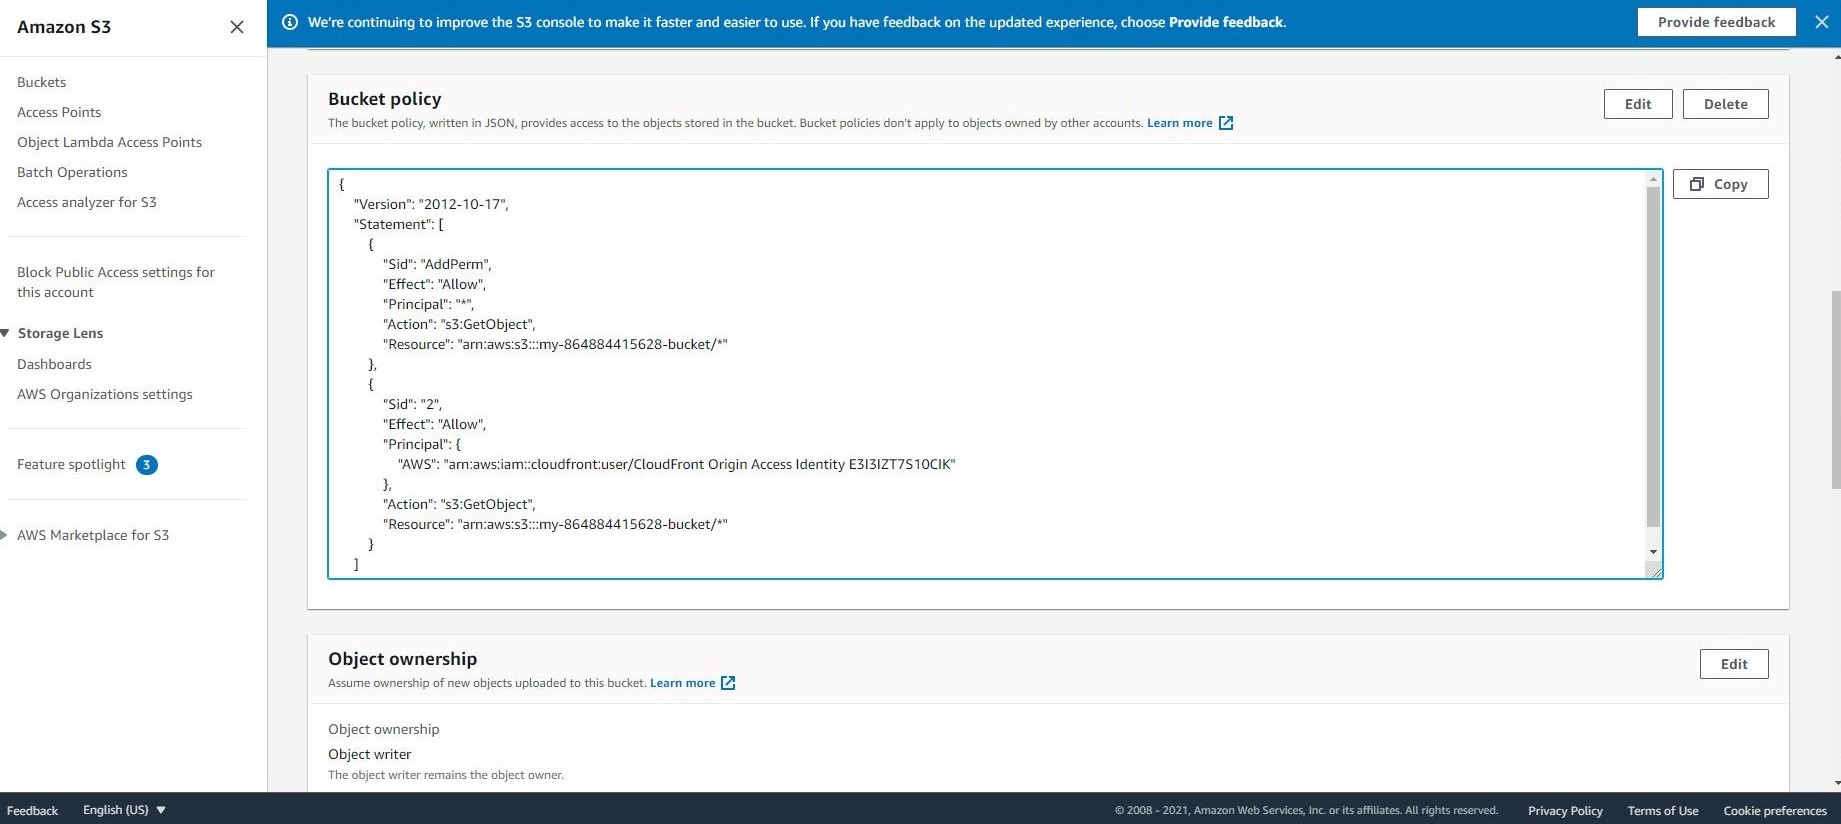 Amazon S3
We're continuing to improve the S3 console to make it faster and easier to use. If you have feedback on the updated experience, choose Provide feedback.
Provide feedback
Buckets
Access Points
Object Lambda Access Points
Batch Operations
Access analyzer for S3
Block Public Access settings for
this account
Storage Lens
Dashboards
AWS Organizations settings
Feature spotlight 3
AWS Marketplace for S3
Bucket policy
Edit
Delete
The bucket policy, written in JSON, provides access to the objects stored in the bucket. Bucket policies don't apply to objects owned by other accounts. Learn more
Copy
{
"Version": "2012-10-17",
"Statement": [
{
"Sid": "AddPerm",
"Effect": "Allow",
"Principal": "*",
"Action": "s3:GetObject",
"Resource": "arn:aws:s3:::my-864884415628-bucket/*"
},
{
"Sid": "2",
"Effect": "Allow",
"Principal": {
"AWS": "arn:aws:iam::cloudfront:user/CloudFront Origin Access Identity E3I3IZT7S10CIK"
},
"Action": "s3:GetObject",
"Resource": "arn:aws:s3:::my-864884415628-bucket/*"
}
]
Object ownership
Edit
Assume ownership of new objects uploaded to this bucket. Learn more
Object ownership
Object writer
The object writer remains the object owner.
Feedback
English (US)
© 2008 - 2021, Amazon Web Services, Inc. or its affiliates. All rights reserved.
Privacy Policy
Terms of Use
Cookie preferences